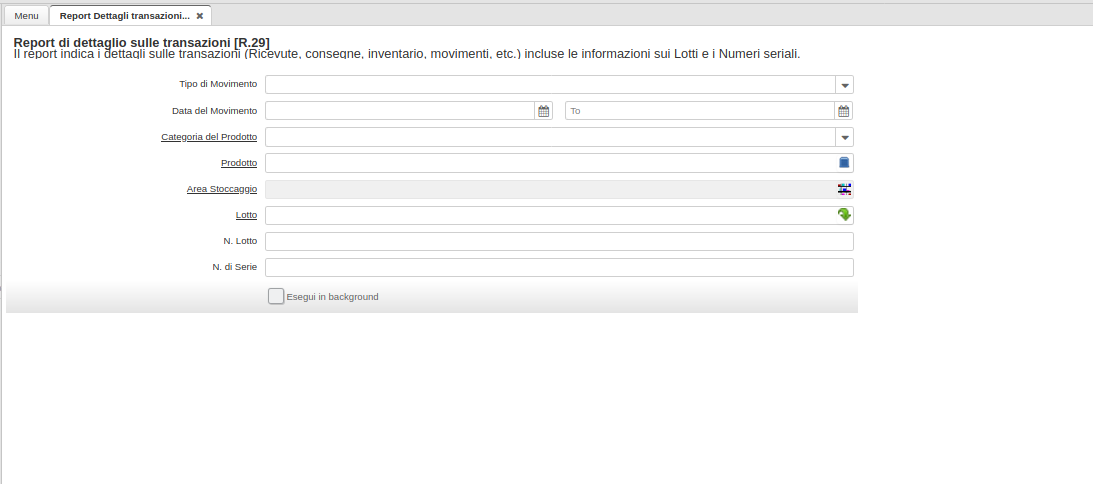 Menu
Report Dettagli transazioni...
Report di dettaglio sulle transazioni [R.29]
Il report indica i dettagli sulle transazioni (Ricevute, consegne, inventario, movimenti, etc.) incluse le informazioni sui Lotti e i Numeri seriali.
Tipo di Movimento
Data del Movimento To
Categoria del Prodotto
Prodotto
Area Stoccaggio
Lotto
N. Lotto
N. di Serie
Esegui in background